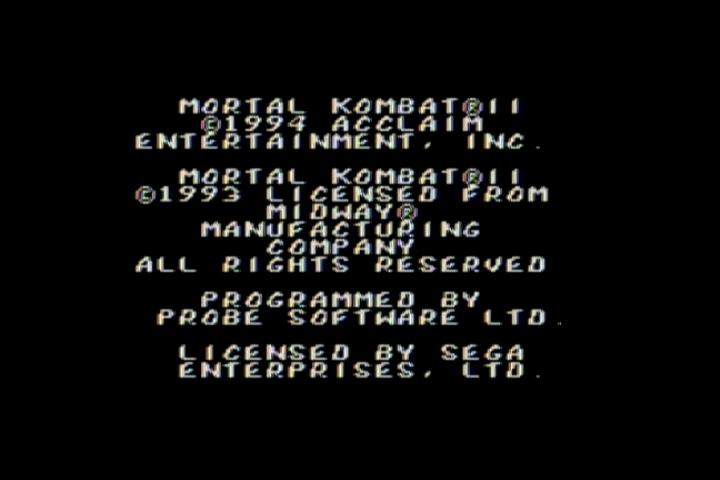 MORTAL KOMBAT® II
©1994 ACCLAIM
ENTERTAINMENT, INC.
MORTAL KOMBAT® II
©1993 LICENSED FROM
MIDWAY®
MANUFACTURING
COMPANY
ALL RIGHTS RESERVED
PROGRAMMED BY
PROBE SOFTWARE LTD.
LICENSED BY SEGA
ENTERPRISES, LTD.